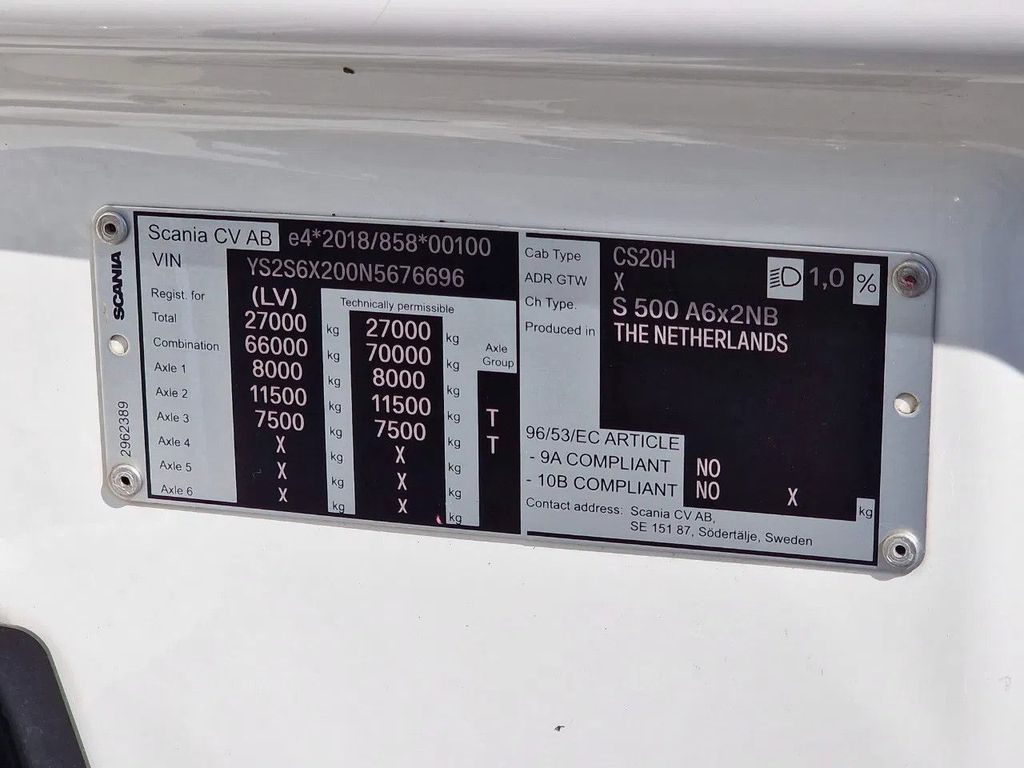 SCANIA
2962389
Scania CV AB e4*2018/858*00100
VIN YS2S6X200N5676696
Regist. for (LV) Technically permissible
Total 27000 kg 27000 kg
Combination 66000 kg 70000 kg Axle Group
Axle 1 8000 kg 8000 kg
Axle 2 11500 kg 11500 kg T
Axle 3 7500 kg 7500 kg T
Axle 4 X kg X kg
Axle 5 X kg X kg
Axle 6 X kg X kg
Cab Type CS20H 1,0 %
ADR GTW X
Ch Type. S 500 A6x2NB
Produced in THE NETHERLANDS
96/53/EC ARTICLE
- 9A COMPLIANT NO
- 10B COMPLIANT NO X kg
Contact address: Scania CV AB,
SE 151 87, Södertälje, Sweden